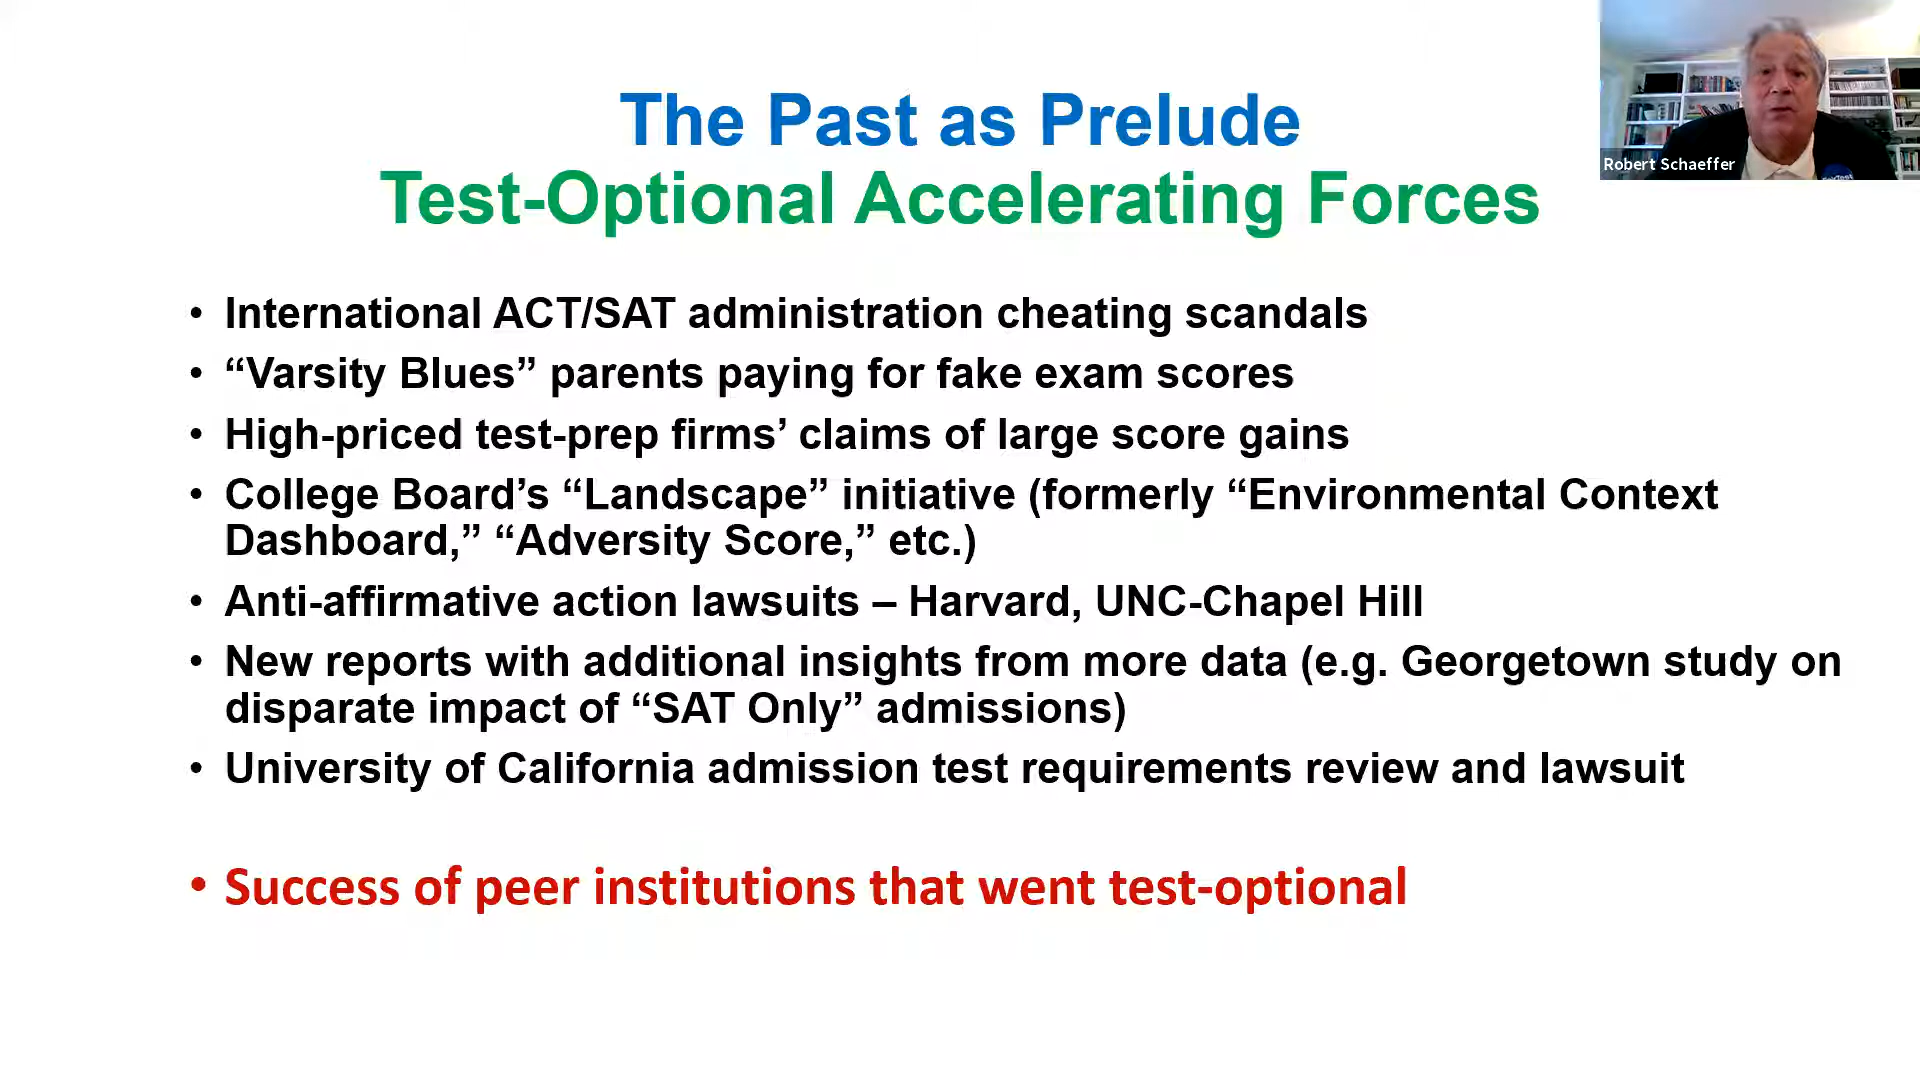 The Past as Prelude
Test-Optional Accelerating Forces
Robert Schaeffer
• International ACT/SAT administration cheating scandals
• “Varsity Blues” parents paying for fake exam scores
• High-priced test-prep firms’ claims of large score gains
• College Board’s “Landscape” initiative (formerly “Environmental Context
Dashboard,” “Adversity Score,” etc.)
• Anti-affirmative action lawsuits – Harvard, UNC-Chapel Hill
• New reports with additional insights from more data (e.g. Georgetown study on
disparate impact of “SAT Only” admissions)
• University of California admission test requirements review and lawsuit
• Success of peer institutions that went test-optional